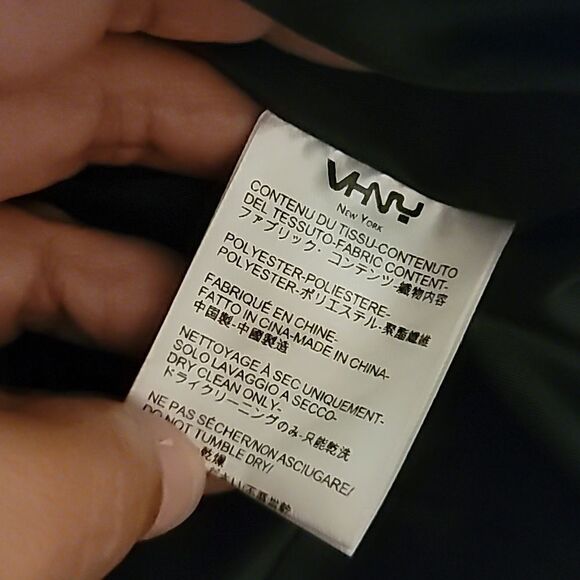 VHNY
NEW YORK
CONTENU DU TISSU-CONTENUTO
DEL TESSUTO-FABRIC CONTENT-
ファブリック・コンテンツ-織物内容
POLYESTER-POLIESTERE-
POLYESTER-ポリエステル-聚脂纖維
FABRIQUÉ EN CHINE-
FATTO IN CINA-MADE IN CHINA-
中国製-中國製造
NETTOYAGE À SEC UNIQUEMENT-
SOLO LAVAGGIO A SECCO-
DRY CLEAN ONLY-
ドライクリーニングのみ-只能乾洗
NE PAS SÉCHER/NON ASCIUGARE/
DO NOT TUMBLE DRY/
乾燥